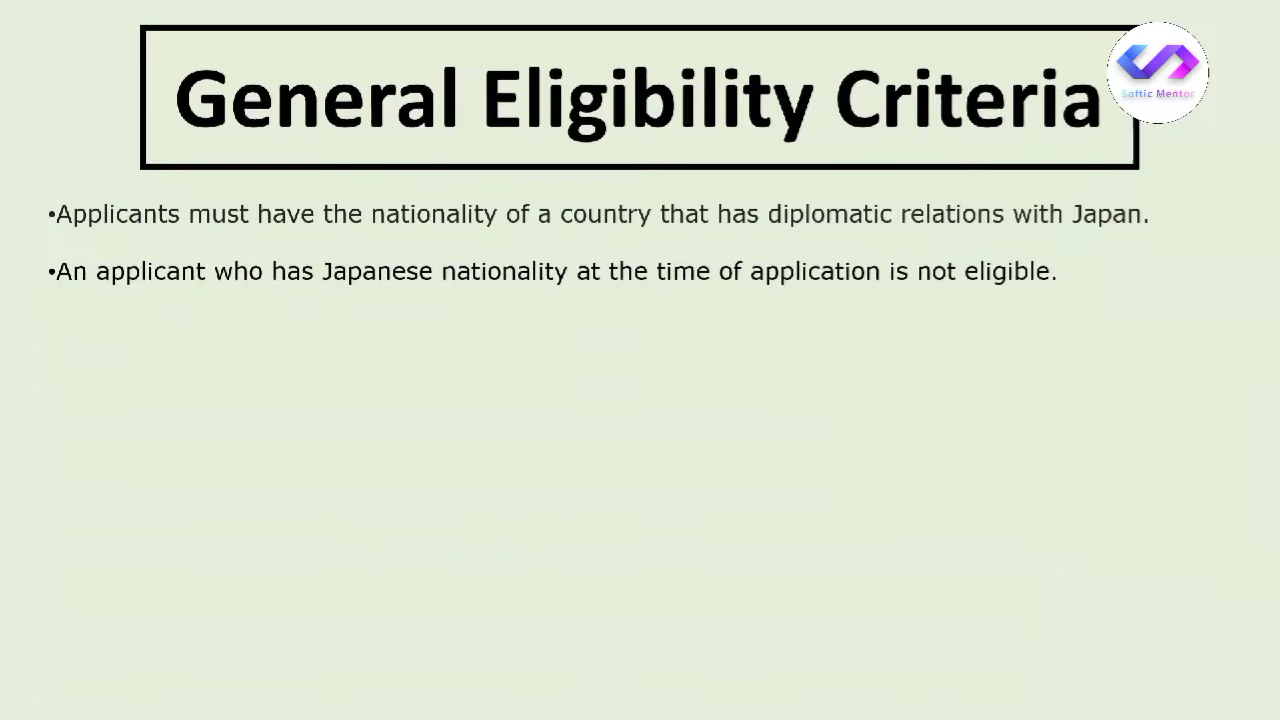 General Eligibility Criteria
Softic Mentor
•Applicants must have the nationality of a country that has diplomatic relations with Japan.
•An applicant who has Japanese nationality at the time of application is not eligible.